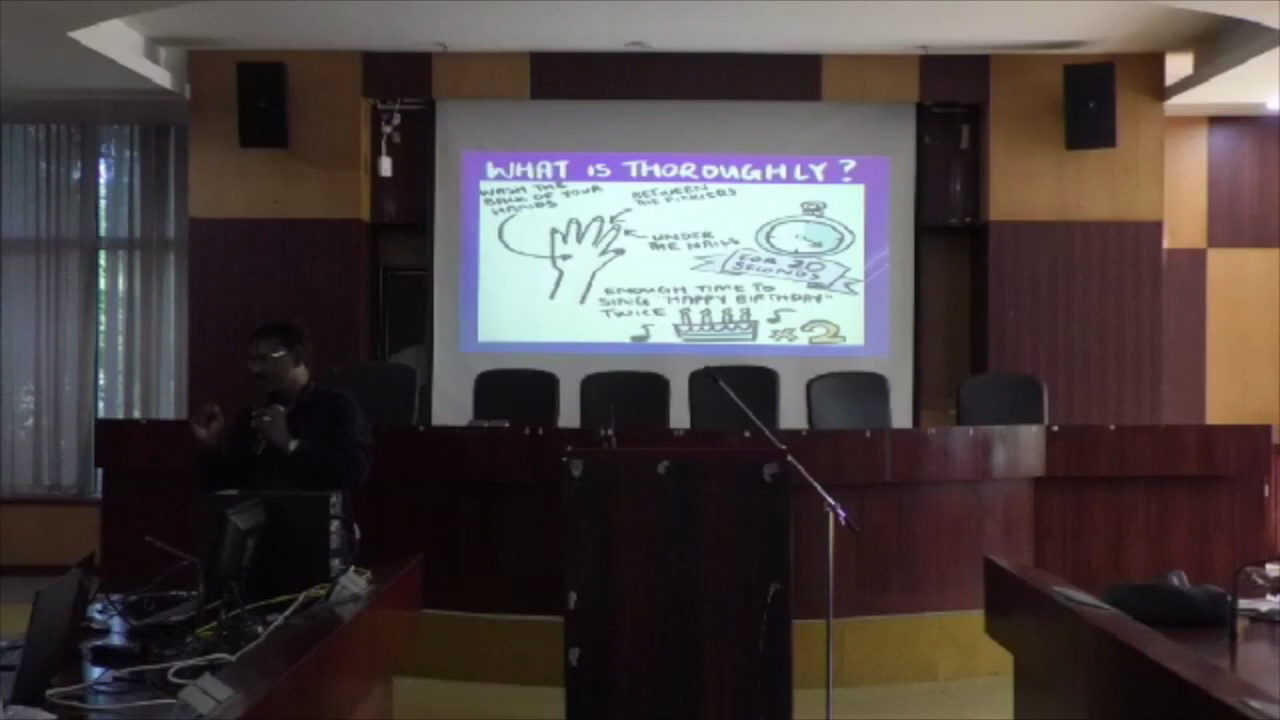 WHAT IS THOROUGHLY?
WASH THE
BACK OF YOUR
HANDS
BETWEEN
THE FINGERS
UNDER
THE NAILS
FOR 20
SECONDS
ENOUGH TIME TO
SING "HAPPY BIRTHDAY"
TWICE
x2